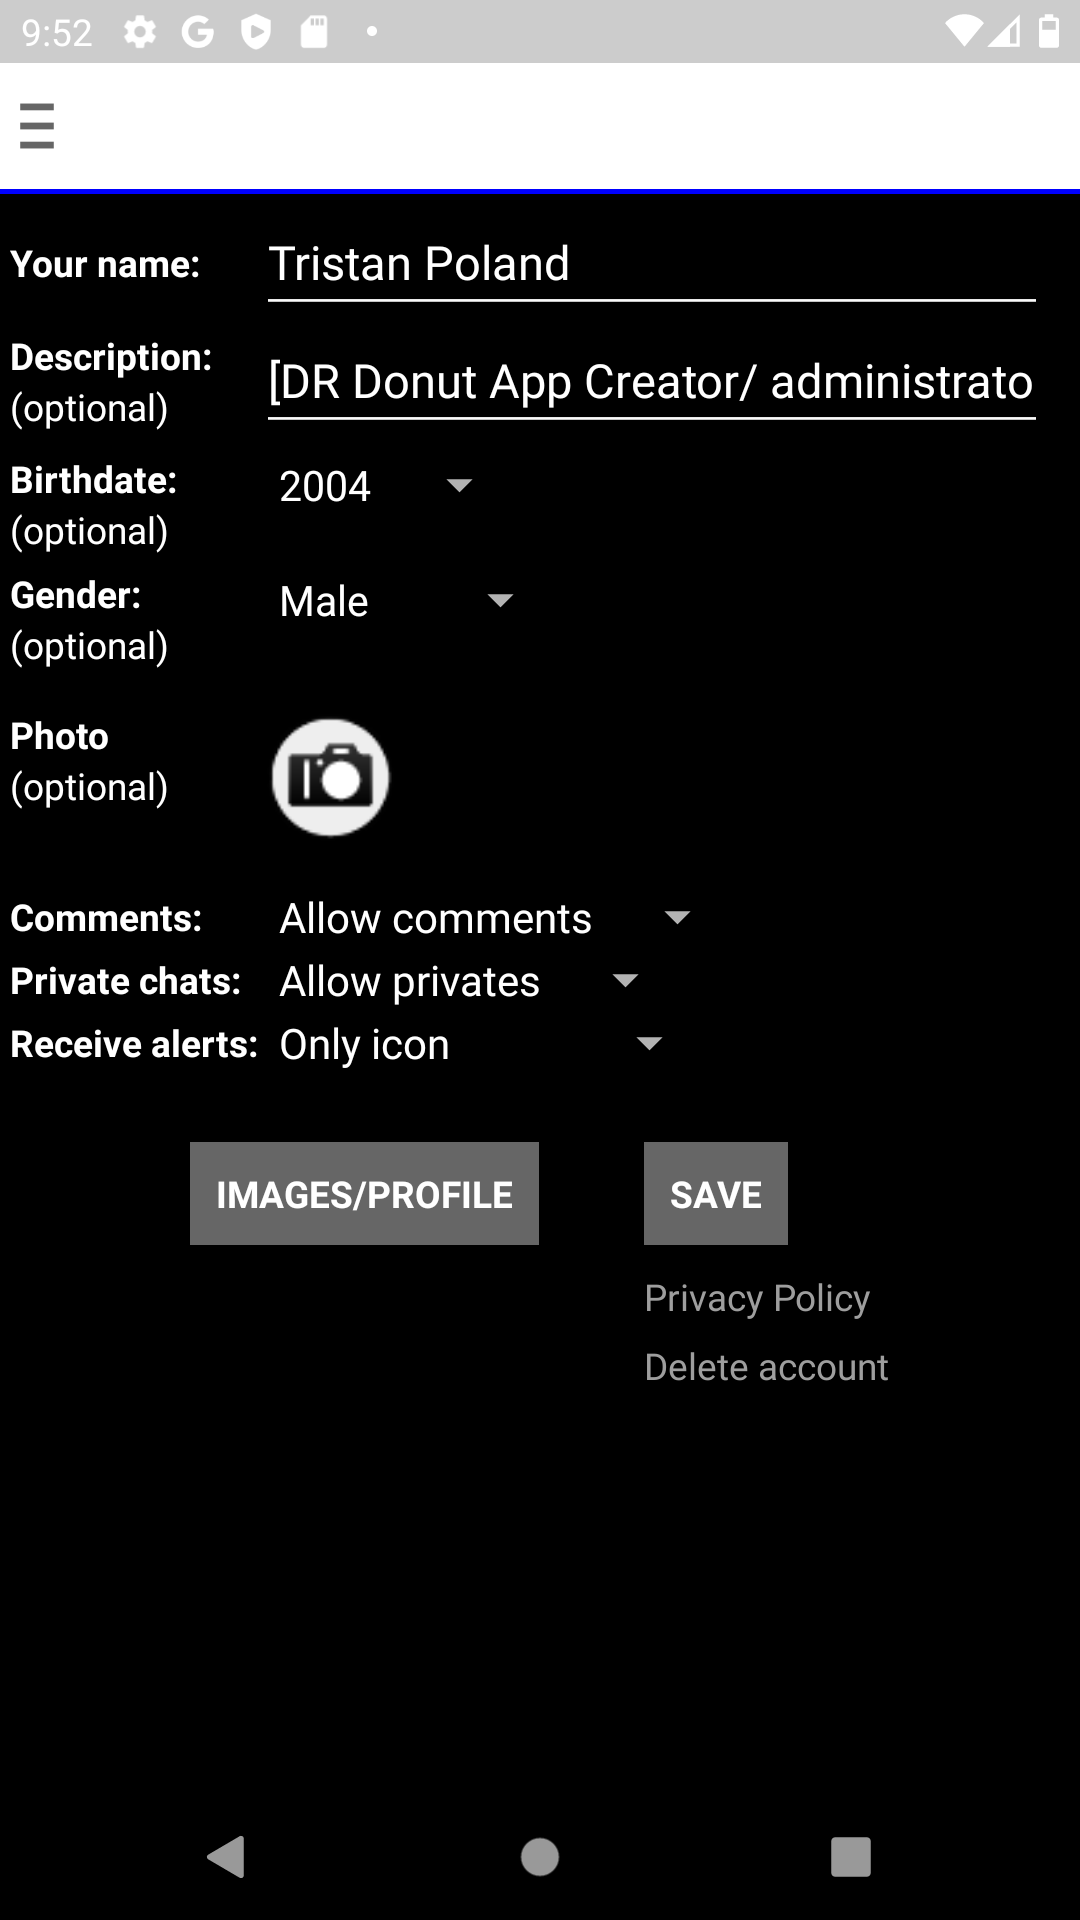 9:52
Your name: Tristan Poland
Description:
(optional)
[DR Donut App Creator/ administrato
Birthdate:
(optional)
2004
Gender:
(optional)
Male
Photo
(optional)
Comments: Allow comments
Private chats: Allow privates
Receive alerts: Only icon
IMAGES/PROFILE SAVE
Privacy Policy
Delete account